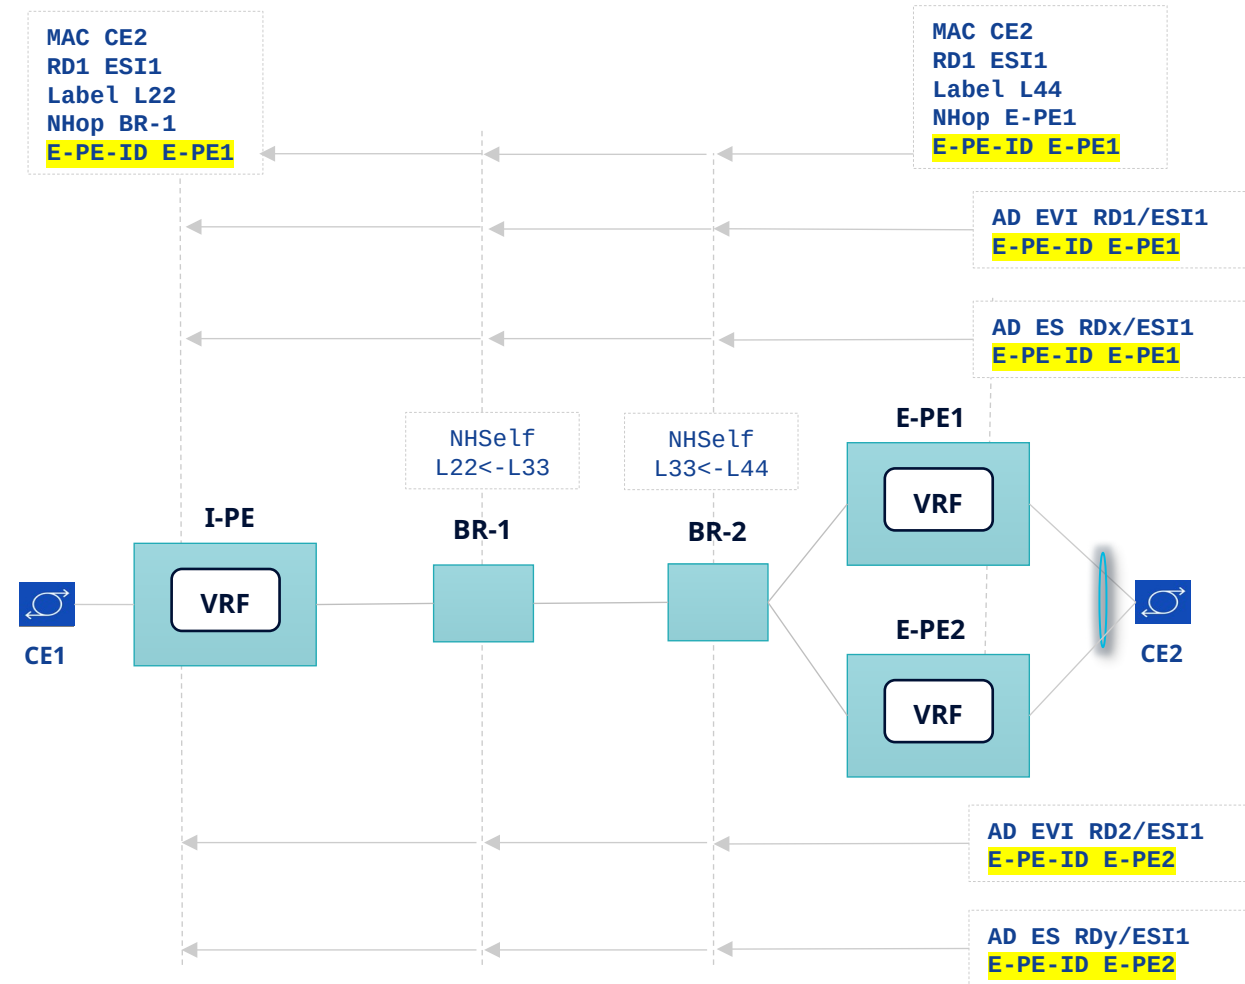 MAC CE2
RD1 ESI1
Label L22
NHop BR-1
E-PE-ID E-PE1
MAC CE2
RD1 ESI1
Label L44
NHop E-PE1
E-PE-ID E-PE1
AD EVI RD1/ESI1
E-PE-ID E-PE1
AD ES RDx/ESI1
E-PE-ID E-PE1
NHSelf
L22<-L33
NHSelf
L33<-L44
E-PE1
VRF
I-PE
VRF
BR-1
BR-2
CE1
E-PE2
VRF
CE2
AD EVI RD2/ESI1
E-PE-ID E-PE2
AD ES RDy/ESI1
E-PE-ID E-PE2